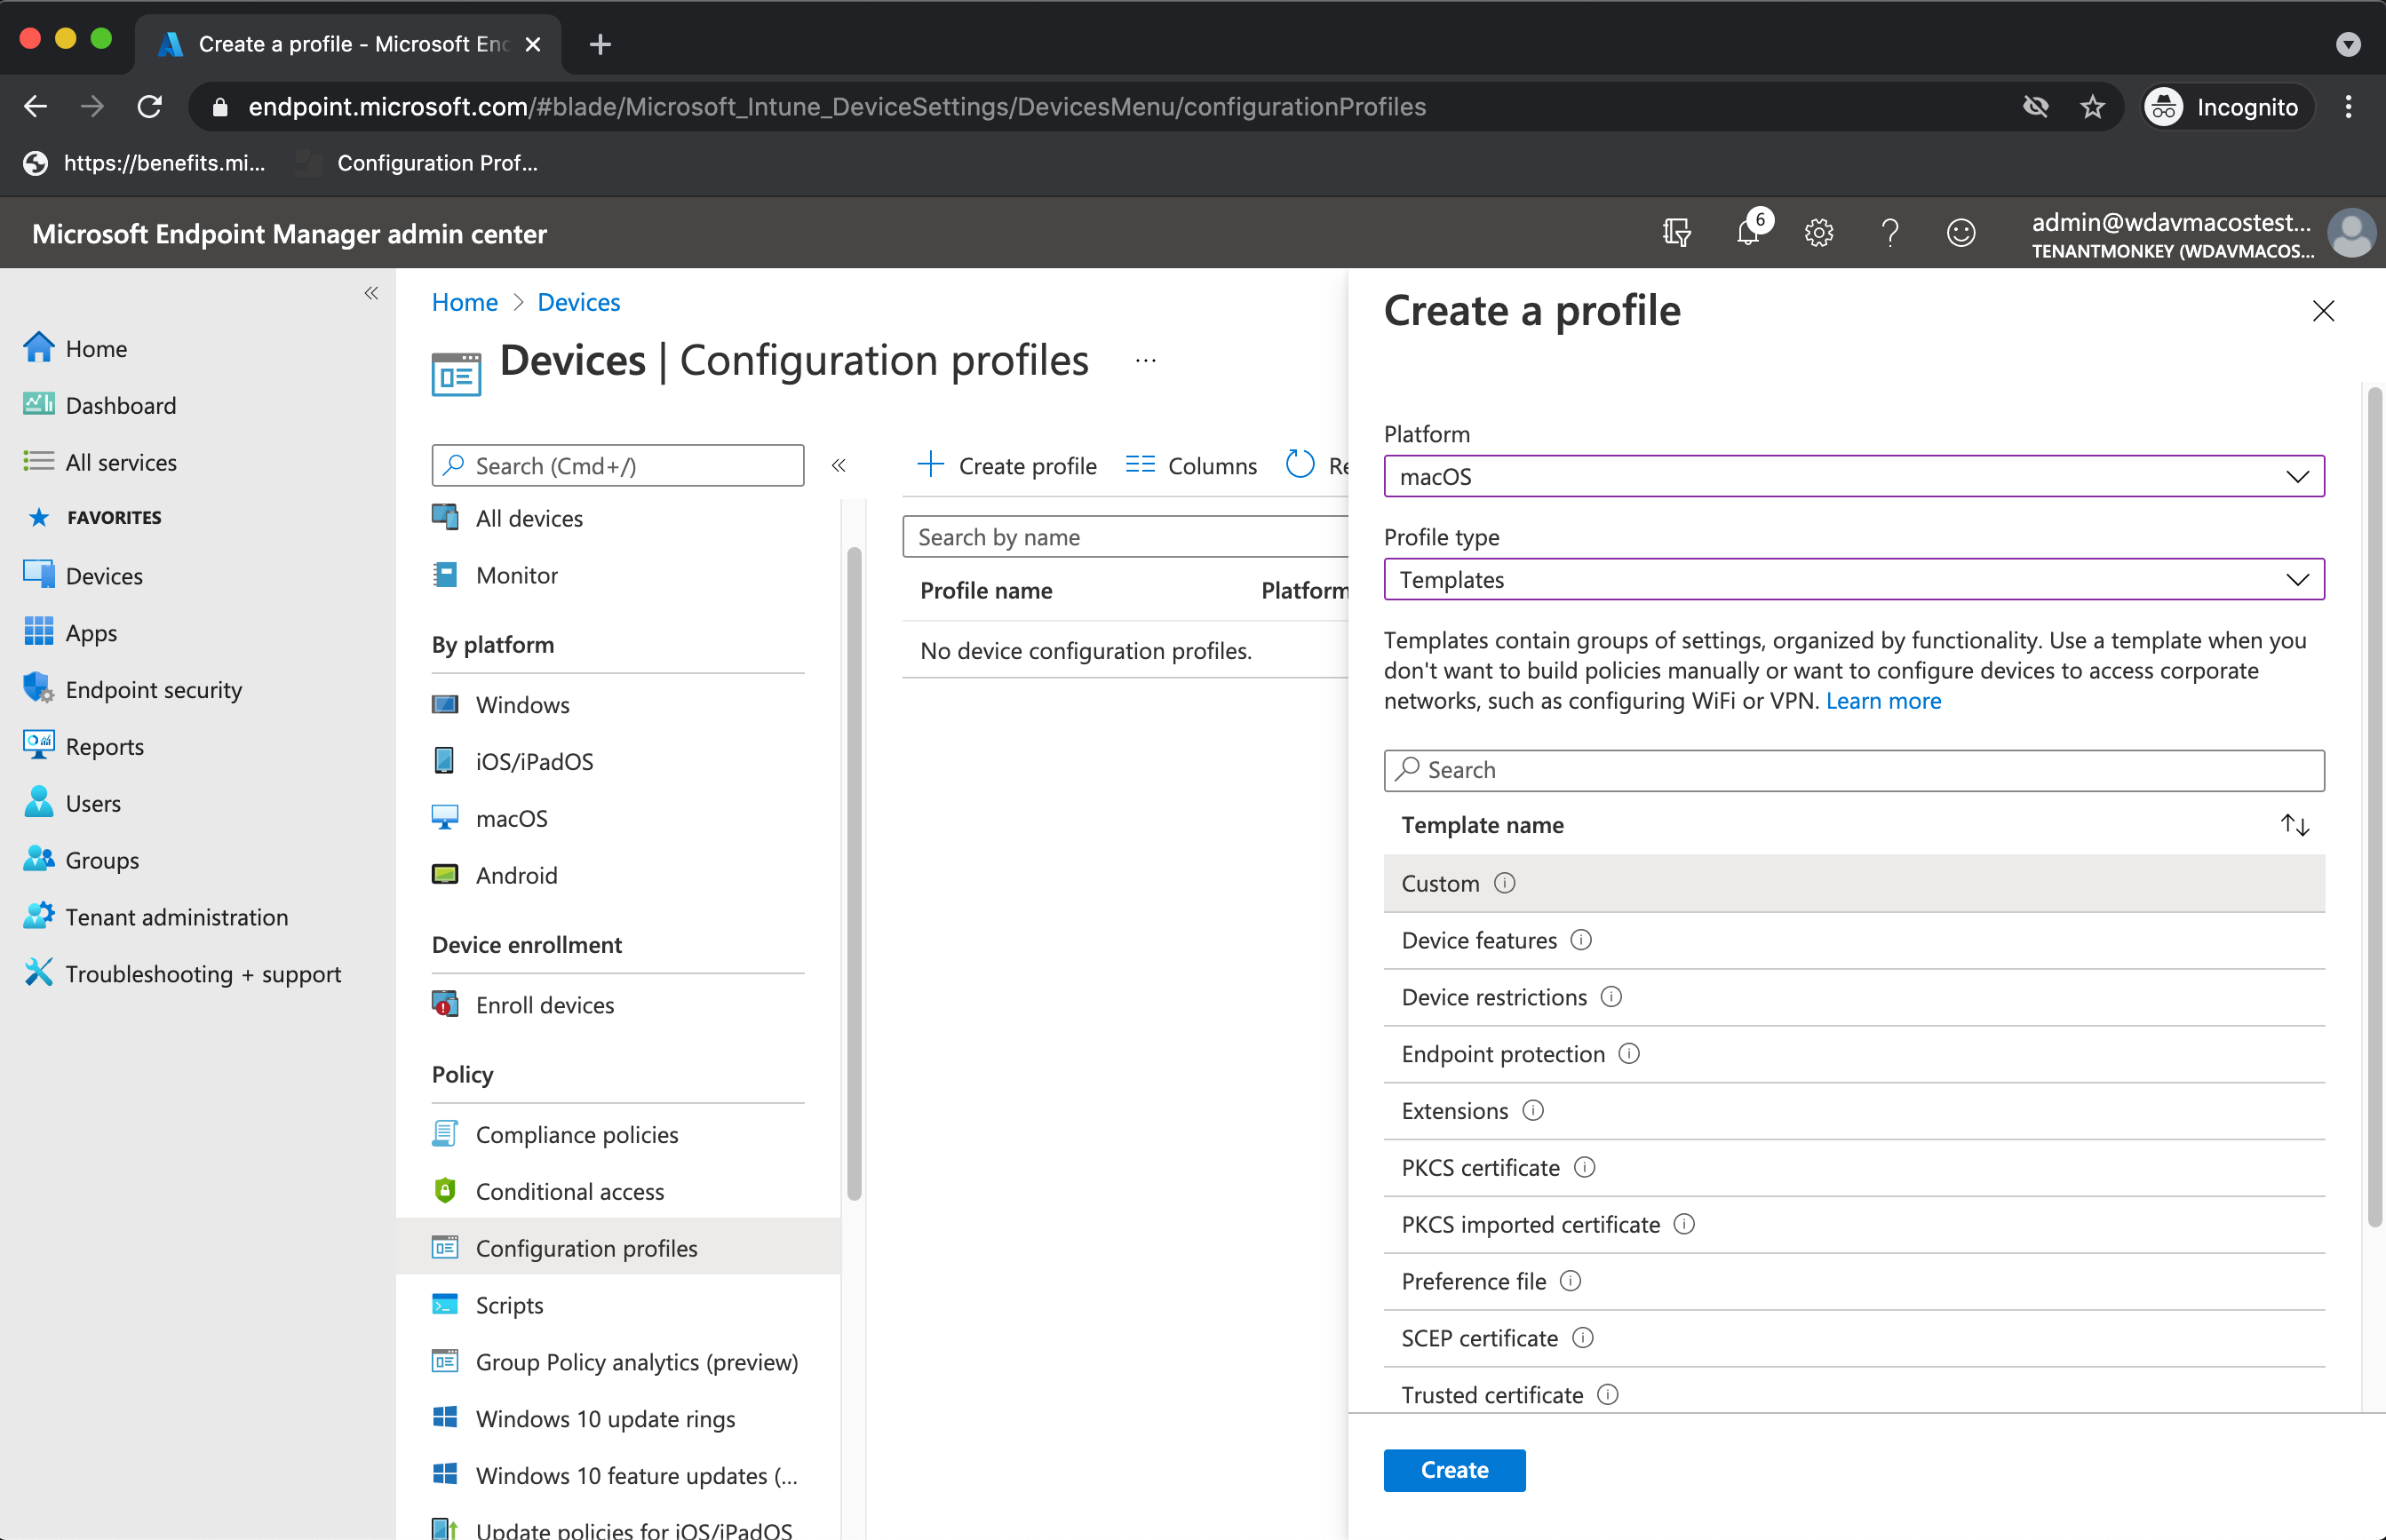 Create a profile - Microsoft End
endpoint.microsoft.com/#blade/Microsoft_Intune_DeviceSettings/DevicesMenu/configurationProfiles
Incognito
https://benefits.mi...
Configuration Prof...
Microsoft Endpoint Manager admin center
6
admin@wdavmacostest...
TENANTMONKEY (WDAVMACOS...
Home
Dashboard
All services
FAVORITES
Devices
Apps
Endpoint security
Reports
Users
Groups
Tenant administration
Troubleshooting + support
Home > Devices
Devices | Configuration profiles ...
Search (Cmd+/)
All devices
Monitor
By platform
Windows
iOS/iPadOS
macOS
Android
Device enrollment
Enroll devices
Policy
Compliance policies
Conditional access
Configuration profiles
Scripts
Group Policy analytics (preview)
Windows 10 update rings
Windows 10 feature updates (...
Update policies for iOS/iPadOS
Create profile
Columns
Re
Search by name
Profile name
Platform
No device configuration profiles.
Create a profile
Platform
macOS
Profile type
Templates
Templates contain groups of settings, organized by functionality. Use a template when you
don't want to build policies manually or want to configure devices to access corporate
networks, such as configuring WiFi or VPN. Learn more
Search
Template name
Custom
Device features
Device restrictions
Endpoint protection
Extensions
PKCS certificate
PKCS imported certificate
Preference file
SCEP certificate
Trusted certificate
Create